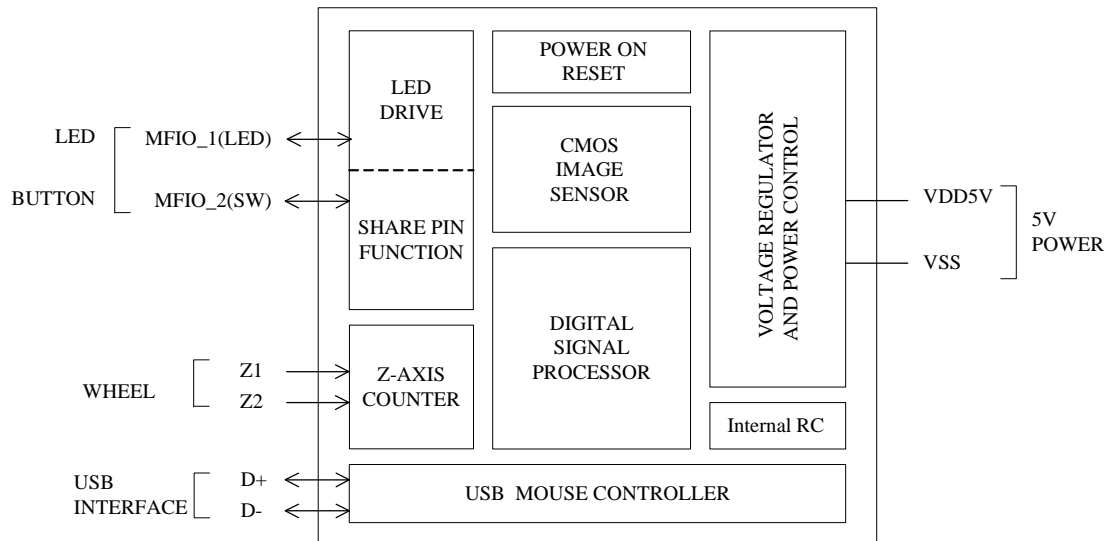 LED
BUTTON
MFIO_1(LED)
MFIO_2(SW)
WHEEL
Z1
Z2
USB
INTERFACE
D+
D-
LED
DRIVE
SHARE PIN
FUNCTION
Z-AXIS
COUNTER
POWER ON
RESET
CMOS
IMAGE
SENSOR
DIGITAL
SIGNAL
PROCESSOR
VOLTAGE REGULATOR
AND POWER CONTROL
Internal RC
USB MOUSE CONTROLLER
VDD5V
VSS
5V
POWER